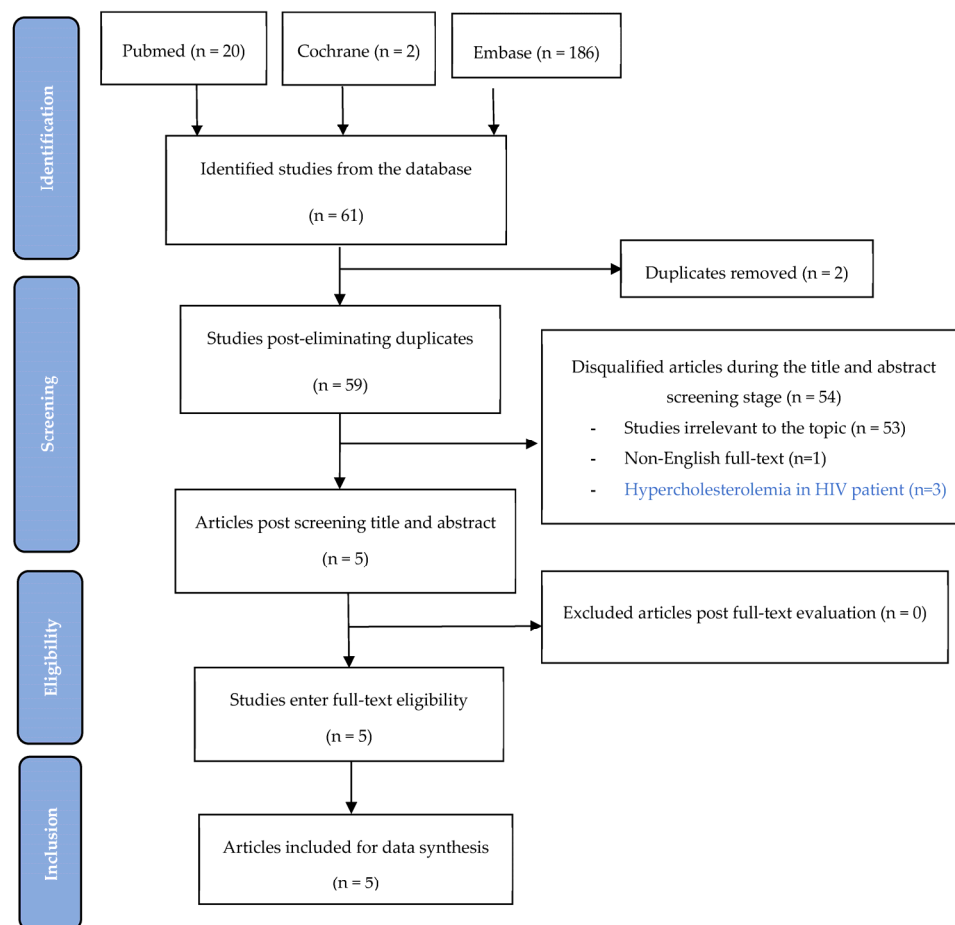 Identification
Pubmed (n = 20)
Cochrane (n = 2)
Embase (n = 186)
Identified studies from the database
(n = 61)
Duplicates removed (n = 2)
Screening
Studies post-eliminating duplicates
(n = 59)
Disqualified articles during the title and abstract
screening stage (n = 54)
- Studies irrelevant to the topic (n = 53)
- Non-English full-text (n=1)
- Hypercholesterolemia in HIV patient (n=3)
Articles post screening title and abstract
(n = 5)
Eligibility
Excluded articles post full-text evaluation (n = 0)
Studies enter full-text eligibility
(n = 5)
Inclusion
Articles included for data synthesis
(n = 5)